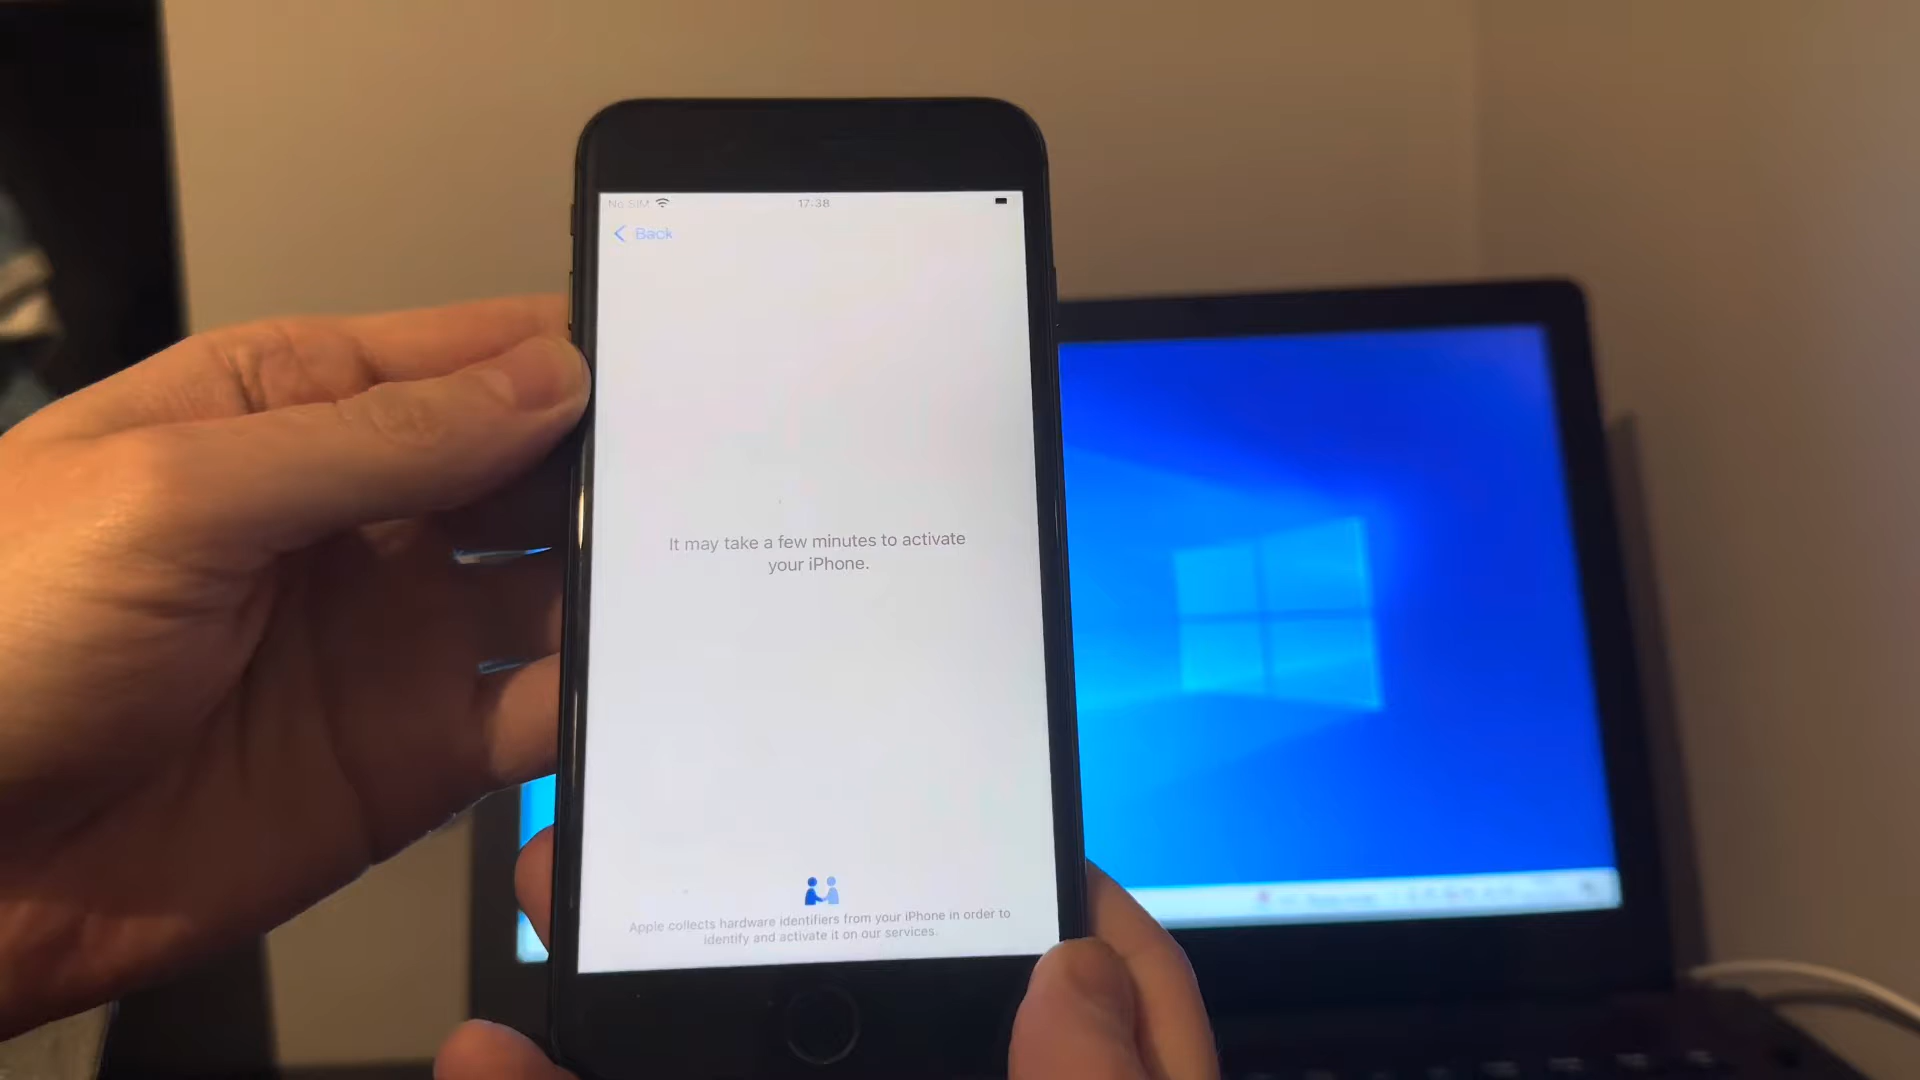 No SIM
17:38
Back
It may take a few minutes to activate
your iPhone.
Apple collects hardware identifiers from your iPhone in order to
identify and activate it on our services.